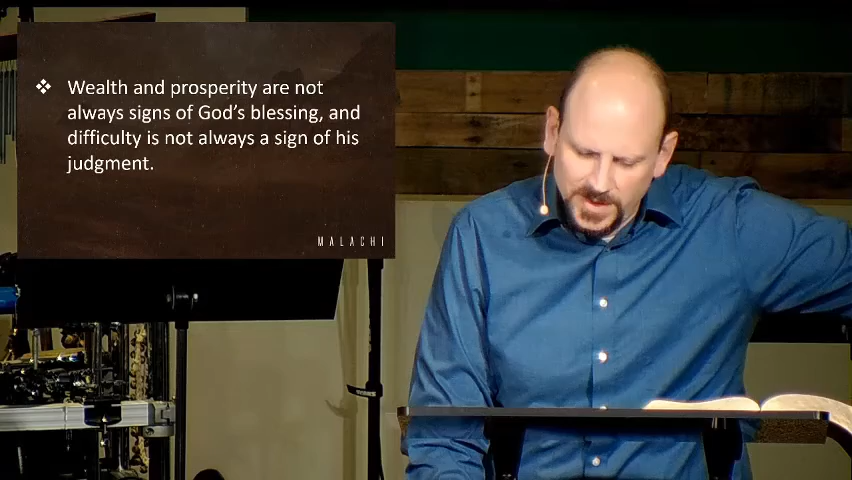 ❖ Wealth and prosperity are not
always signs of God's blessing, and
difficulty is not always a sign of his
judgment.
MALACHI